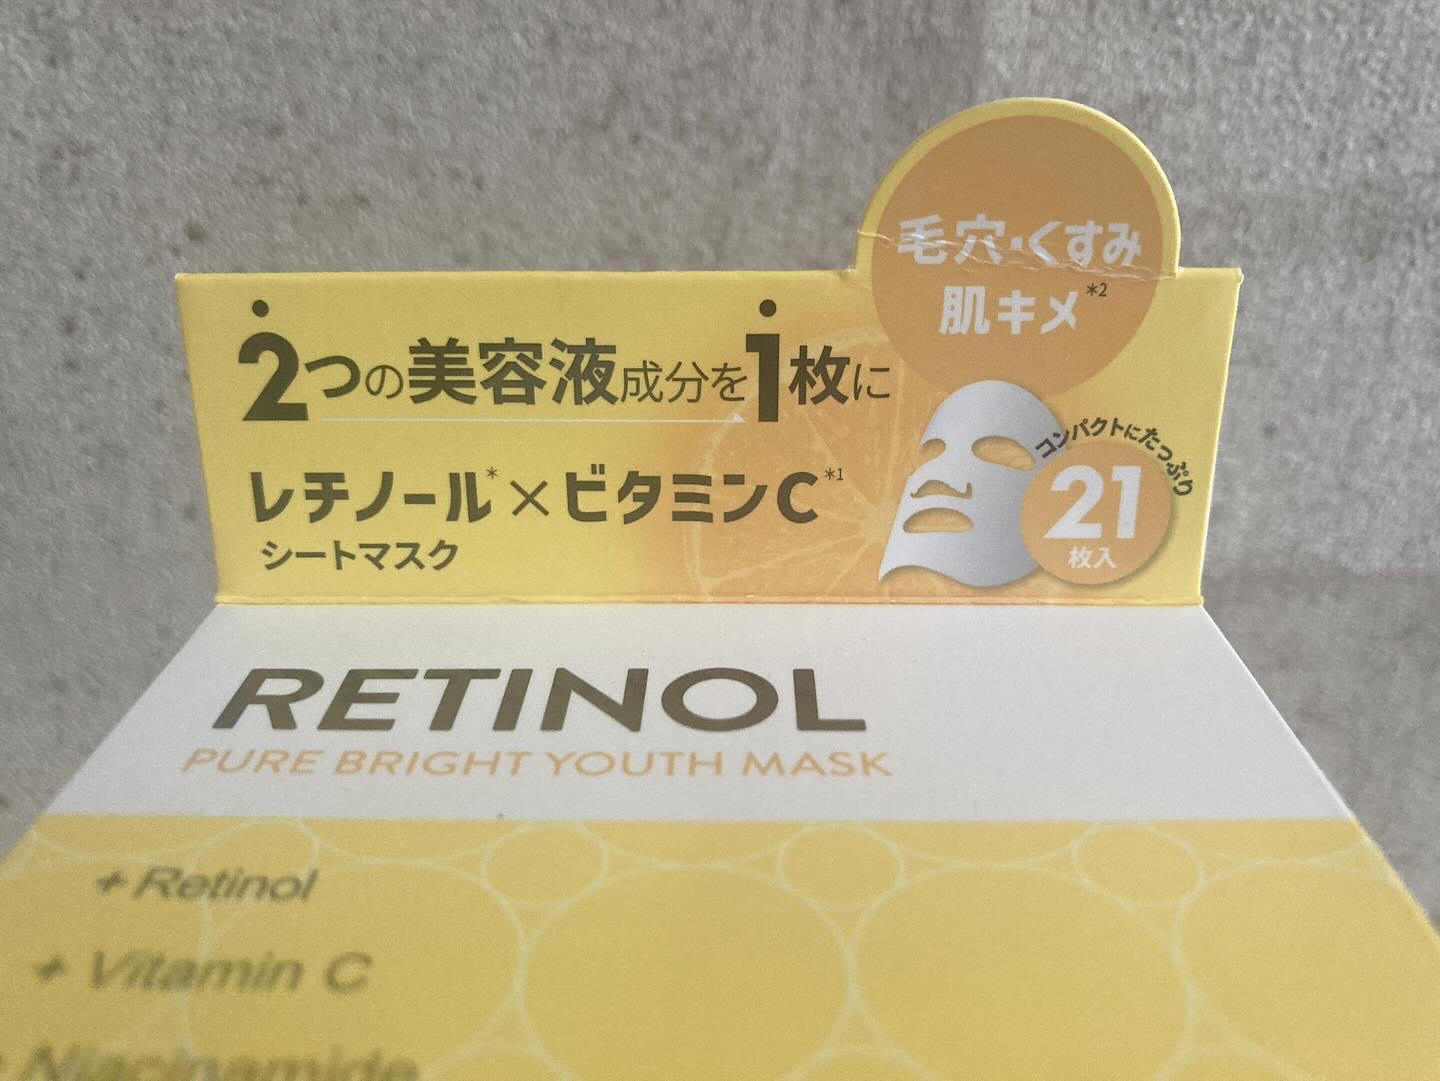 毛穴・くすみ
肌キメ*2
2つの美容液成分を1枚に
レチノール*×ビタミンC*1
シートマスク
コンパクトにたっぷり
21
枚入
RETINOL
PURE BRIGHT YOUTH MASK
+ Retinol
+ Vitamin C
Niacinamide